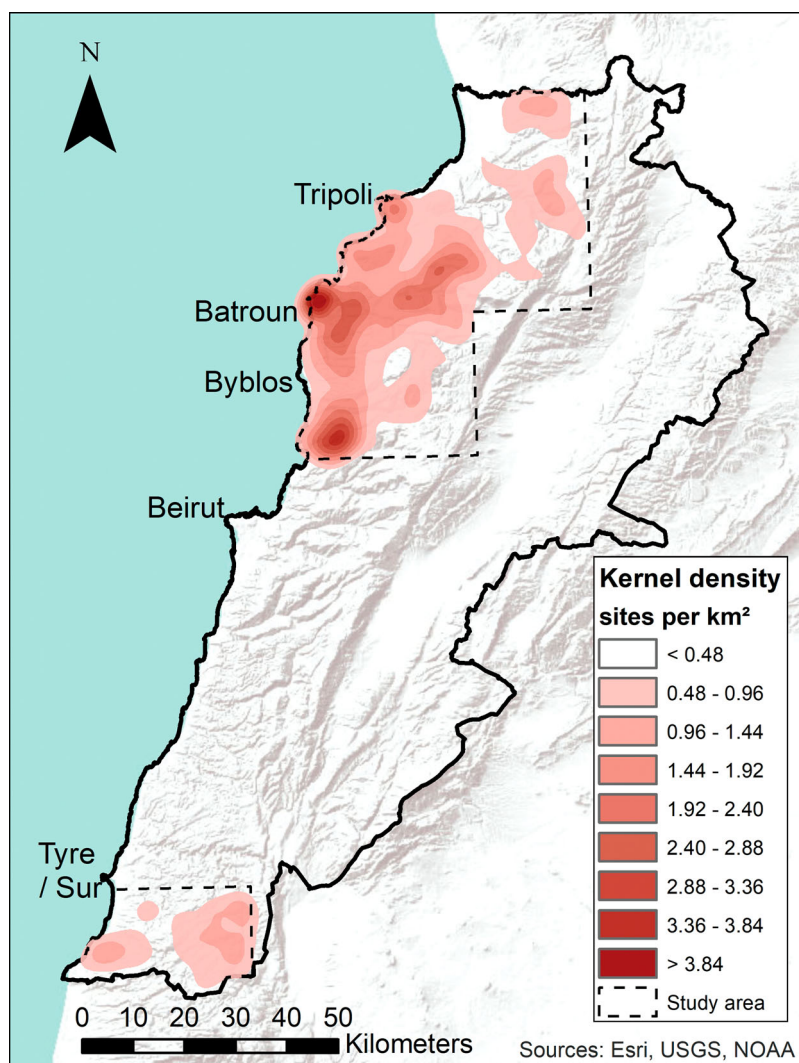 N
Tripoli
Batroun
Byblos
Beirut
Tyre
/ Sur
Kernel density
sites per km²
< 0.48
0.48 - 0.96
0.96 - 1.44
1.44 - 1.92
1.92 - 2.40
2.40 - 2.88
2.88 - 3.36
3.36 - 3.84
> 3.84
Study area
0 10 20 30 40 50
Kilometers
Sources: Esri, USGS, NOAA